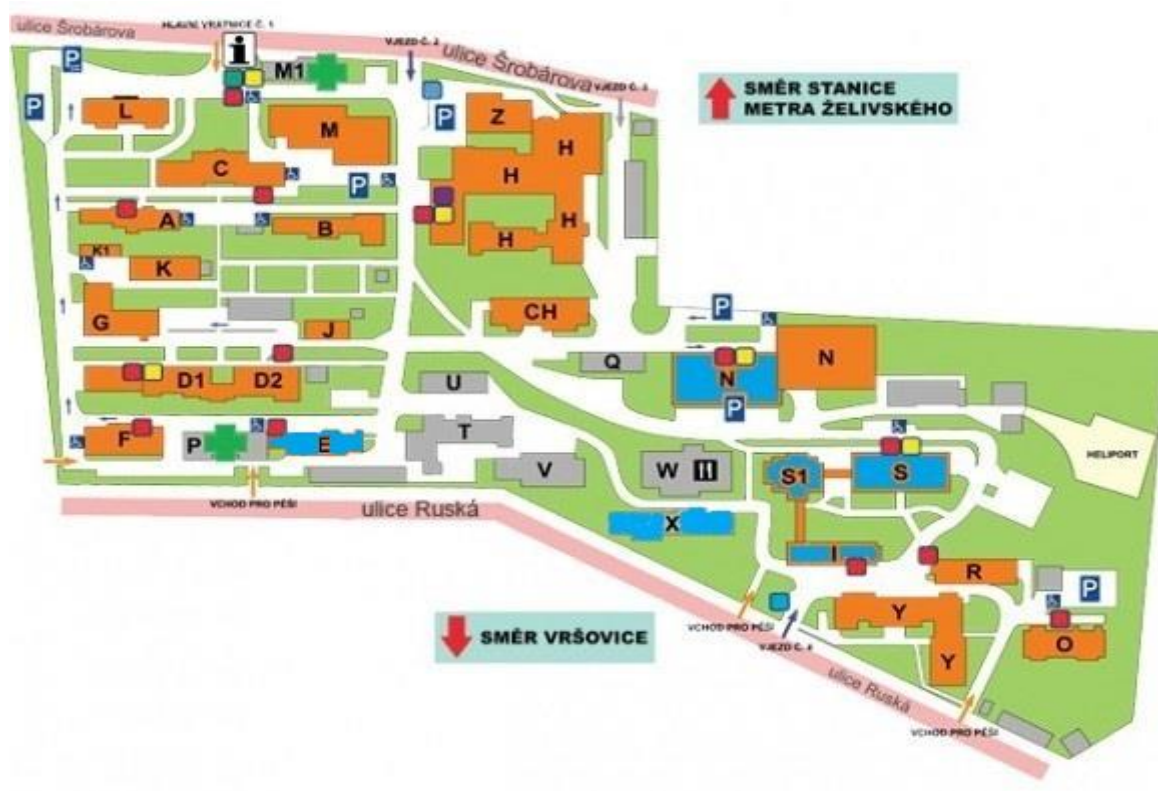 ulice Šrobárova
HLAVNÍ VRÁTNICE Č. 1
VJEZD Č. 2
ulice Šrobárova
VJEZD Č. 3
SMĚR STANICE
METRA ŽELIVSKÉHO
P
i
M1
P
L
M
P
Z
H
C
P
H
H
A
B
H
H
K1
K
G
J
CH
P
Q
N
N
D1
D2
U
P
F
P
E
T
V
W
S1
S
HELIPORT
VCHOD PRO PĚŠÍ
ulice Ruská
X
I
R
P
Y
O
SMĚR VRŠOVICE
VCHOD PRO PĚŠÍ
VJEZD Č. 4
Y
ulice Ruská
VCHOD PRO PĚŠÍ